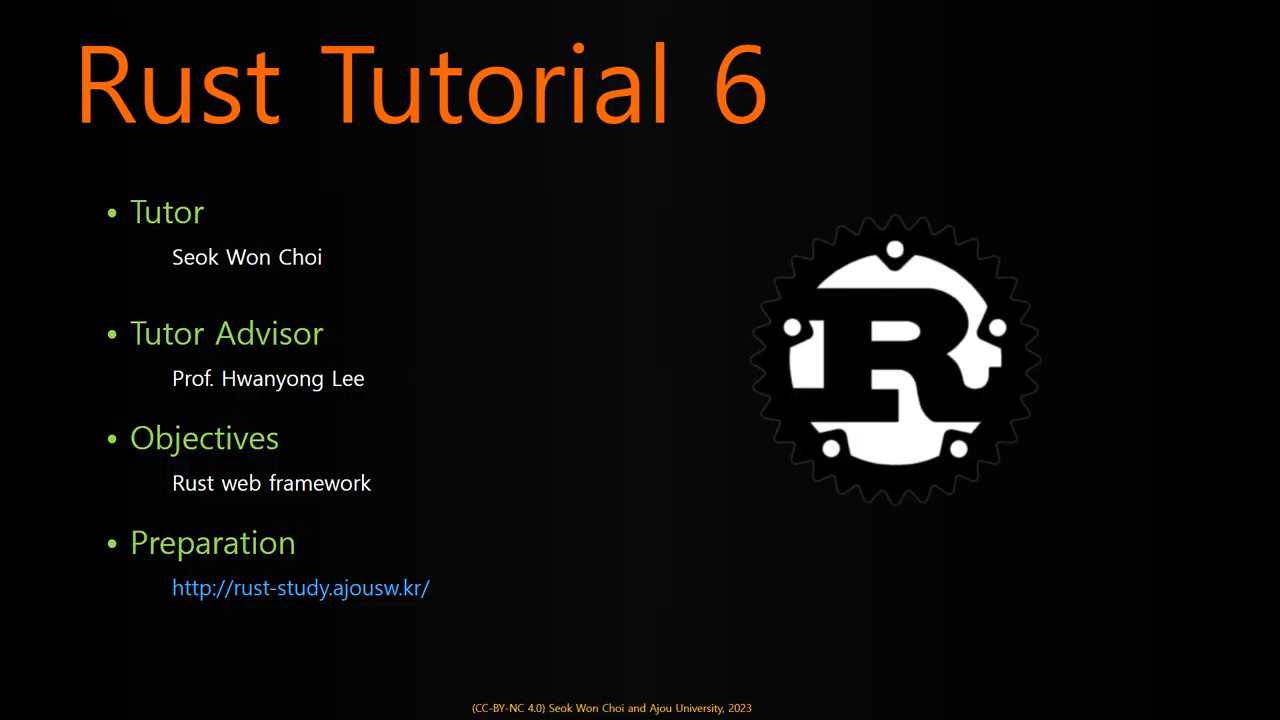 Rust Tutorial 6
• Tutor
Seok Won Choi
• Tutor Advisor
Prof. Hwanyong Lee
• Objectives
Rust web framework
• Preparation
http://rust-study.ajousw.kr/
R
(CC-BY-NC 4.0) Seok Won Choi and Ajou University, 2023